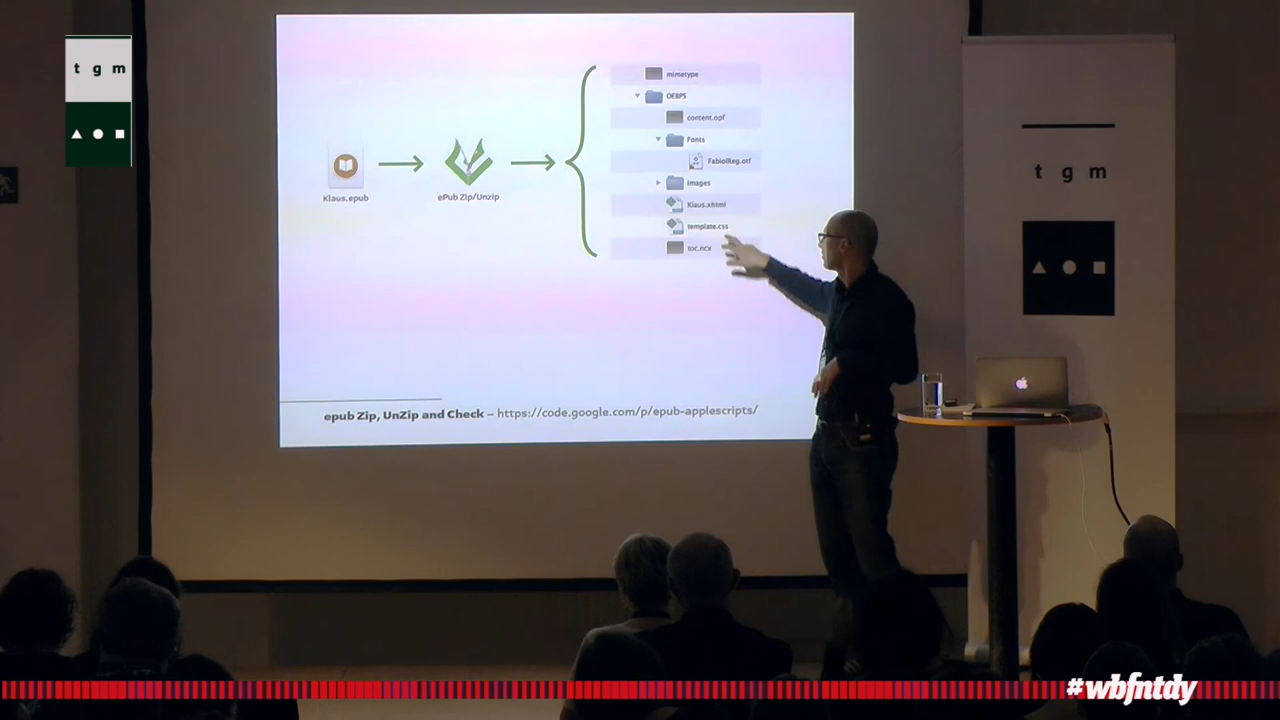 t g m
mimetype
OEBPS
content.opf
Fonts
FabiolReg.otf
Images
Klaus.xhtml
template.css
toc.ncx
Klaus.epub
ePub Zip/Unzip
epub Zip, UnZip and Check – https://code.google.com/p/epub-applescripts/
t g m
#wbfntdy